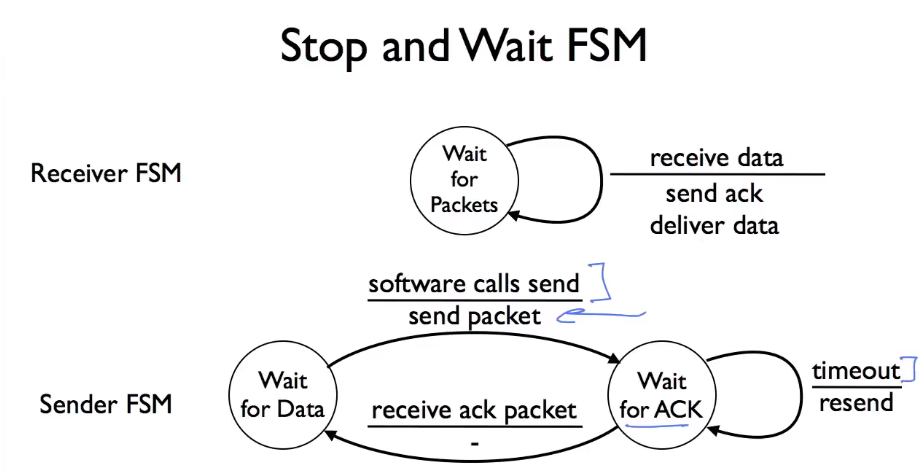 Stop and Wait FSM
Receiver FSM
Wait
for
Packets
receive data
send ack
deliver data
software calls send
send packet
Sender FSM
Wait
for Data
receive ack packet
-
Wait
for ACK
timeout
resend